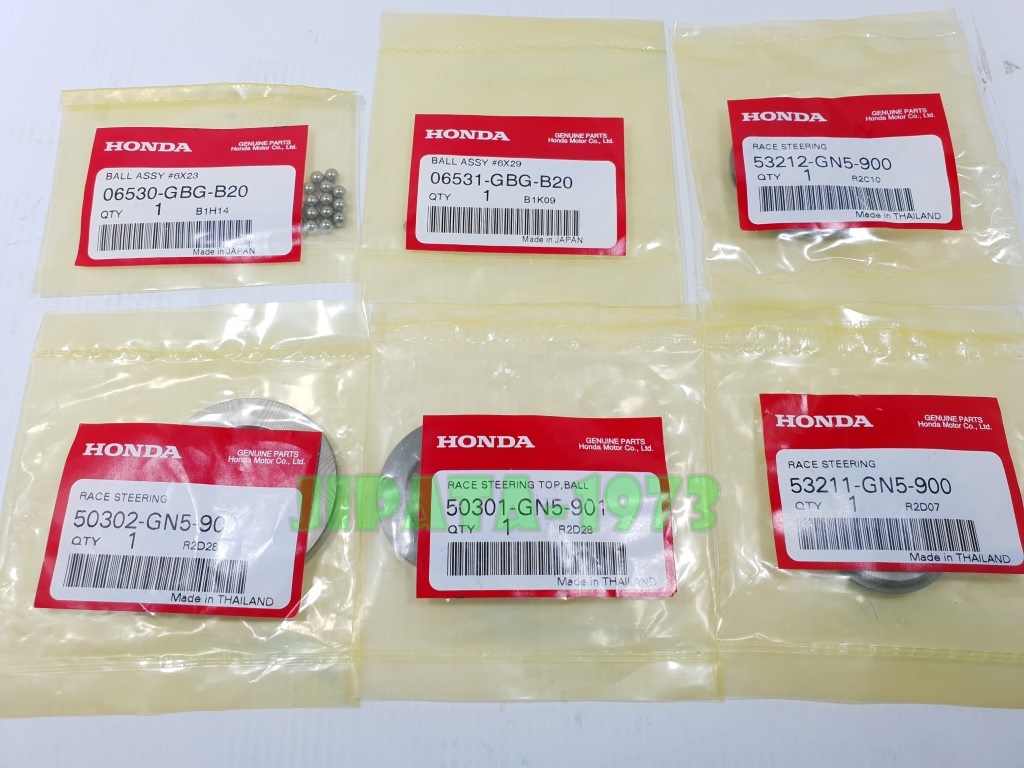 HONDA
GENUINE PARTS
Honda Motor Co., Ltd.
BALL ASSY #6X23
06530-GBG-B20
QTY 1 B1H14
Made in JAPAN
HONDA
GENUINE PARTS
Honda Motor Co., Ltd.
BALL ASSY #6X29
06531-GBG-B20
QTY 1 B1K09
Made in JAPAN
HONDA
GENUINE PARTS
Honda Motor Co., Ltd.
RACE STEERING
53212-GN5-900
QTY 1 R2C10
Made in THAILAND
HONDA
GENUINE PARTS
Honda Motor Co., Ltd.
RACE STEERING
50302-GN5-900
QTY 1 R2D28
Made in THAILAND
HONDA
GENUINE PARTS
Honda Motor Co., Ltd.
RACE STEERING TOP,BALL
50301-GN5-901
QTY 1 R2D28
Made in THAILAND
HONDA
GENUINE PARTS
Honda Motor Co., Ltd.
RACE STEERING
53211-GN5-900
QTY 1 R2D07
Made in THAILAND
JIPATA 1973